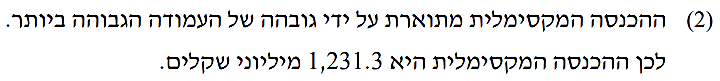 (2) ההכנסה המקסימלית מתוארת על ידי גובהה של העמודה הגבוהה ביותר.
לכן ההכנסה המקסימלית היא 1,231.3 מיליוני שקלים.